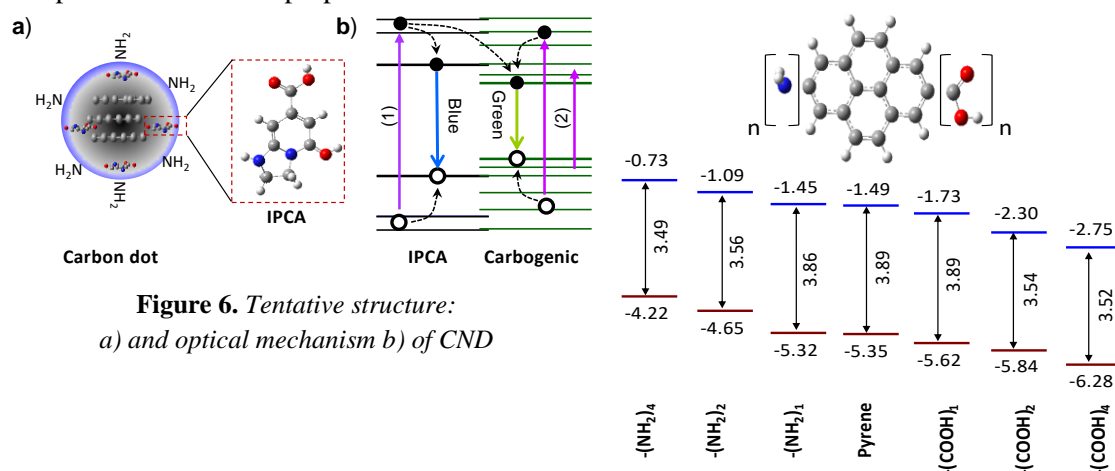 a)
NH₂
H₂N
NH₂
H₂N
NH₂
NH₂
IPCA
Carbon dot
b)
(1)
Blue
Green
(2)
IPCA Carbogenic
Figure 6. Tentative structure:
a) and optical mechanism b) of CND
n n
-0.73 -1.09 -1.45 -1.49 -1.73 -2.30 -2.75
3.49 3.56 3.86 3.89 3.89 3.54 3.52
-4.22 -4.65 -5.32 -5.35 -5.62 -5.84 -6.28
-(NH₂)₄ -(NH₂)₂ -(NH₂)₁ Pyrene -(COOH)₁ -(COOH)₂ -(COOH)₄